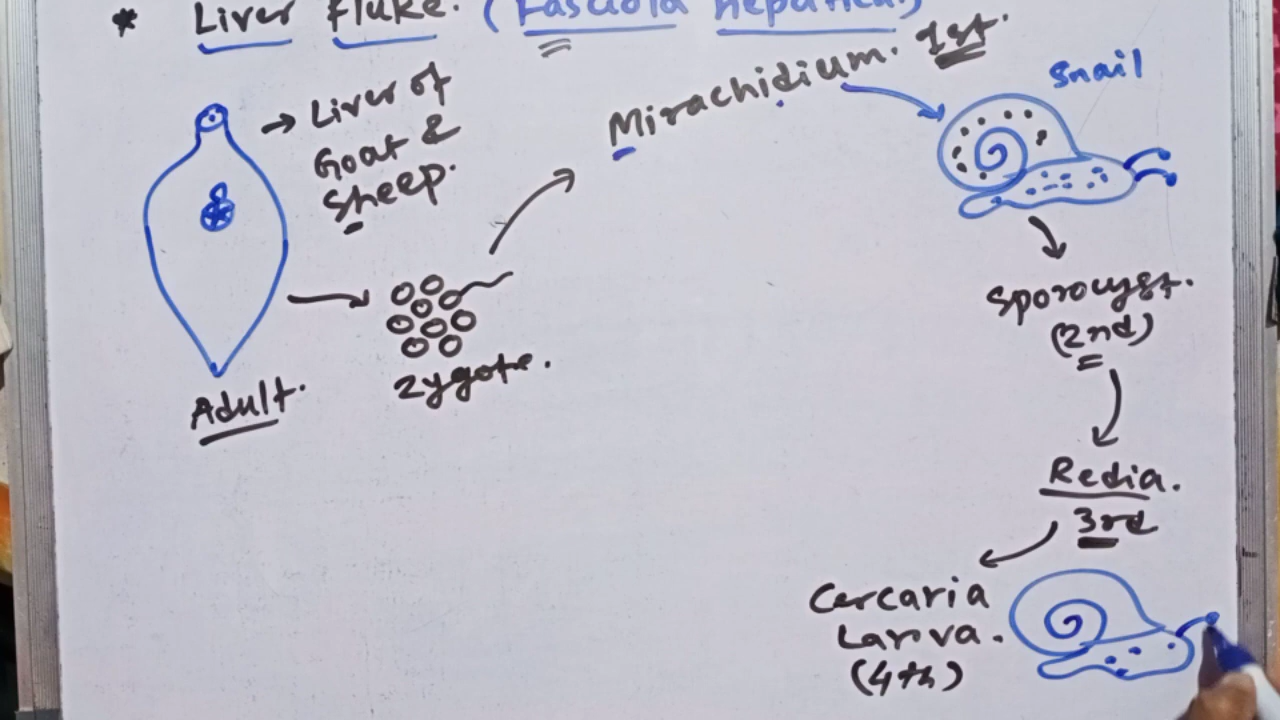 * Liver fluke. (Fasciola hepatica.)
→ Liver of
Goat &
Sheep.
Adult.
Zygote.
Mirachidium. 1st.
Snail
Sporocyst.
(2nd)
Redia.
3rd
Cercaria
Larva.
(4th)